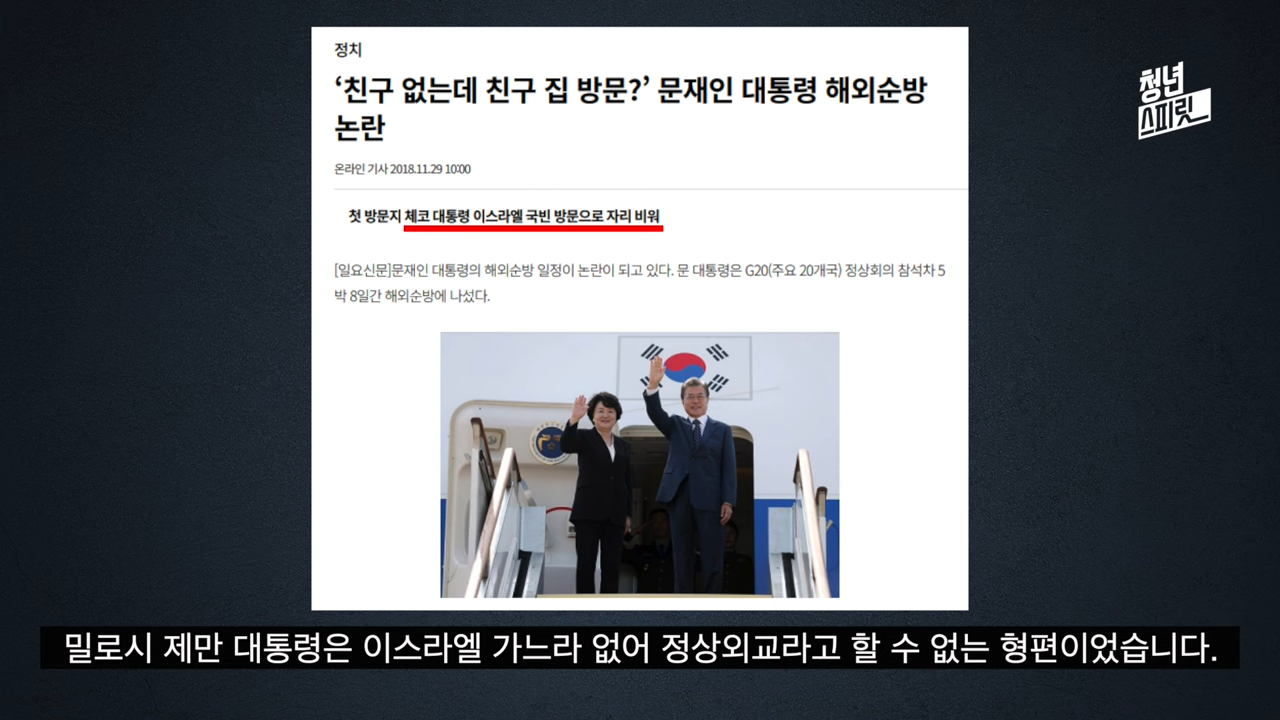 정치
‘친구 없는데 친구 집 방문?’ 문재인 대통령 해외순방
논란
온라인 기사 2018.11.29 10:00
첫 방문지 체코 대통령 이스라엘 국빈 방문으로 자리 비워
[일요신문]문재인 대통령의 해외순방 일정이 논란이 되고 있다. 문 대통령은 G20(주요 20개국) 정상회의 참석차 5
박 8일간 해외순방에 나섰다.
청년
스피릿
밀로시 제만 대통령은 이스라엘 가느라 없어 정상외교라고 할 수 없는 형편이었습니다.